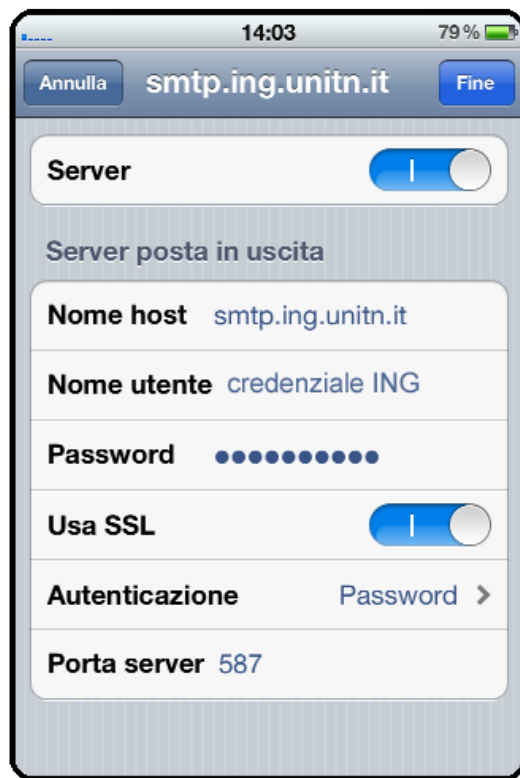 14:03 79 %
Annulla smtp.ing.unitn.it Fine
Server
Server posta in uscita
Nome host smtp.ing.unitn.it
Nome utente credenziale ING
Password ●●●●●●●●●●
Usa SSL
Autenticazione Password
Porta server 587